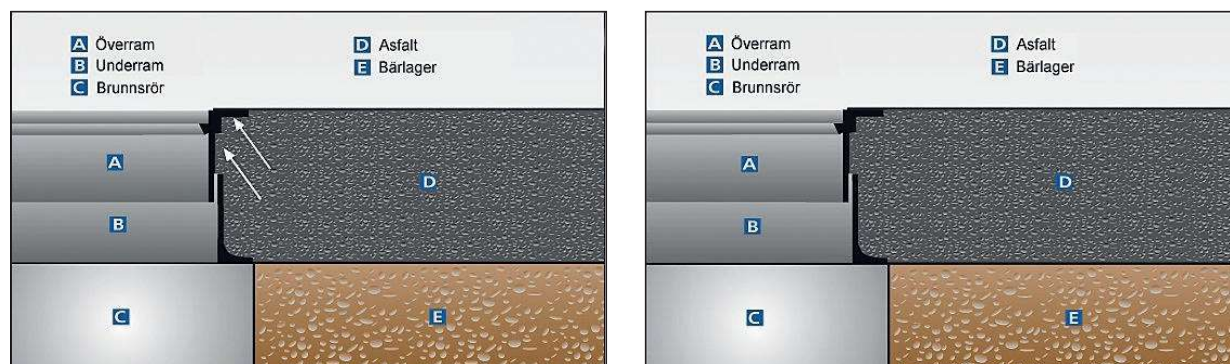 A Överram
B Underram
C Brunnsrör
D Asfalt
E Bärlager
A
B
C
D
E
A Överram
B Underram
C Brunnsrör
D Asfalt
E Bärlager
A
B
C
D
E